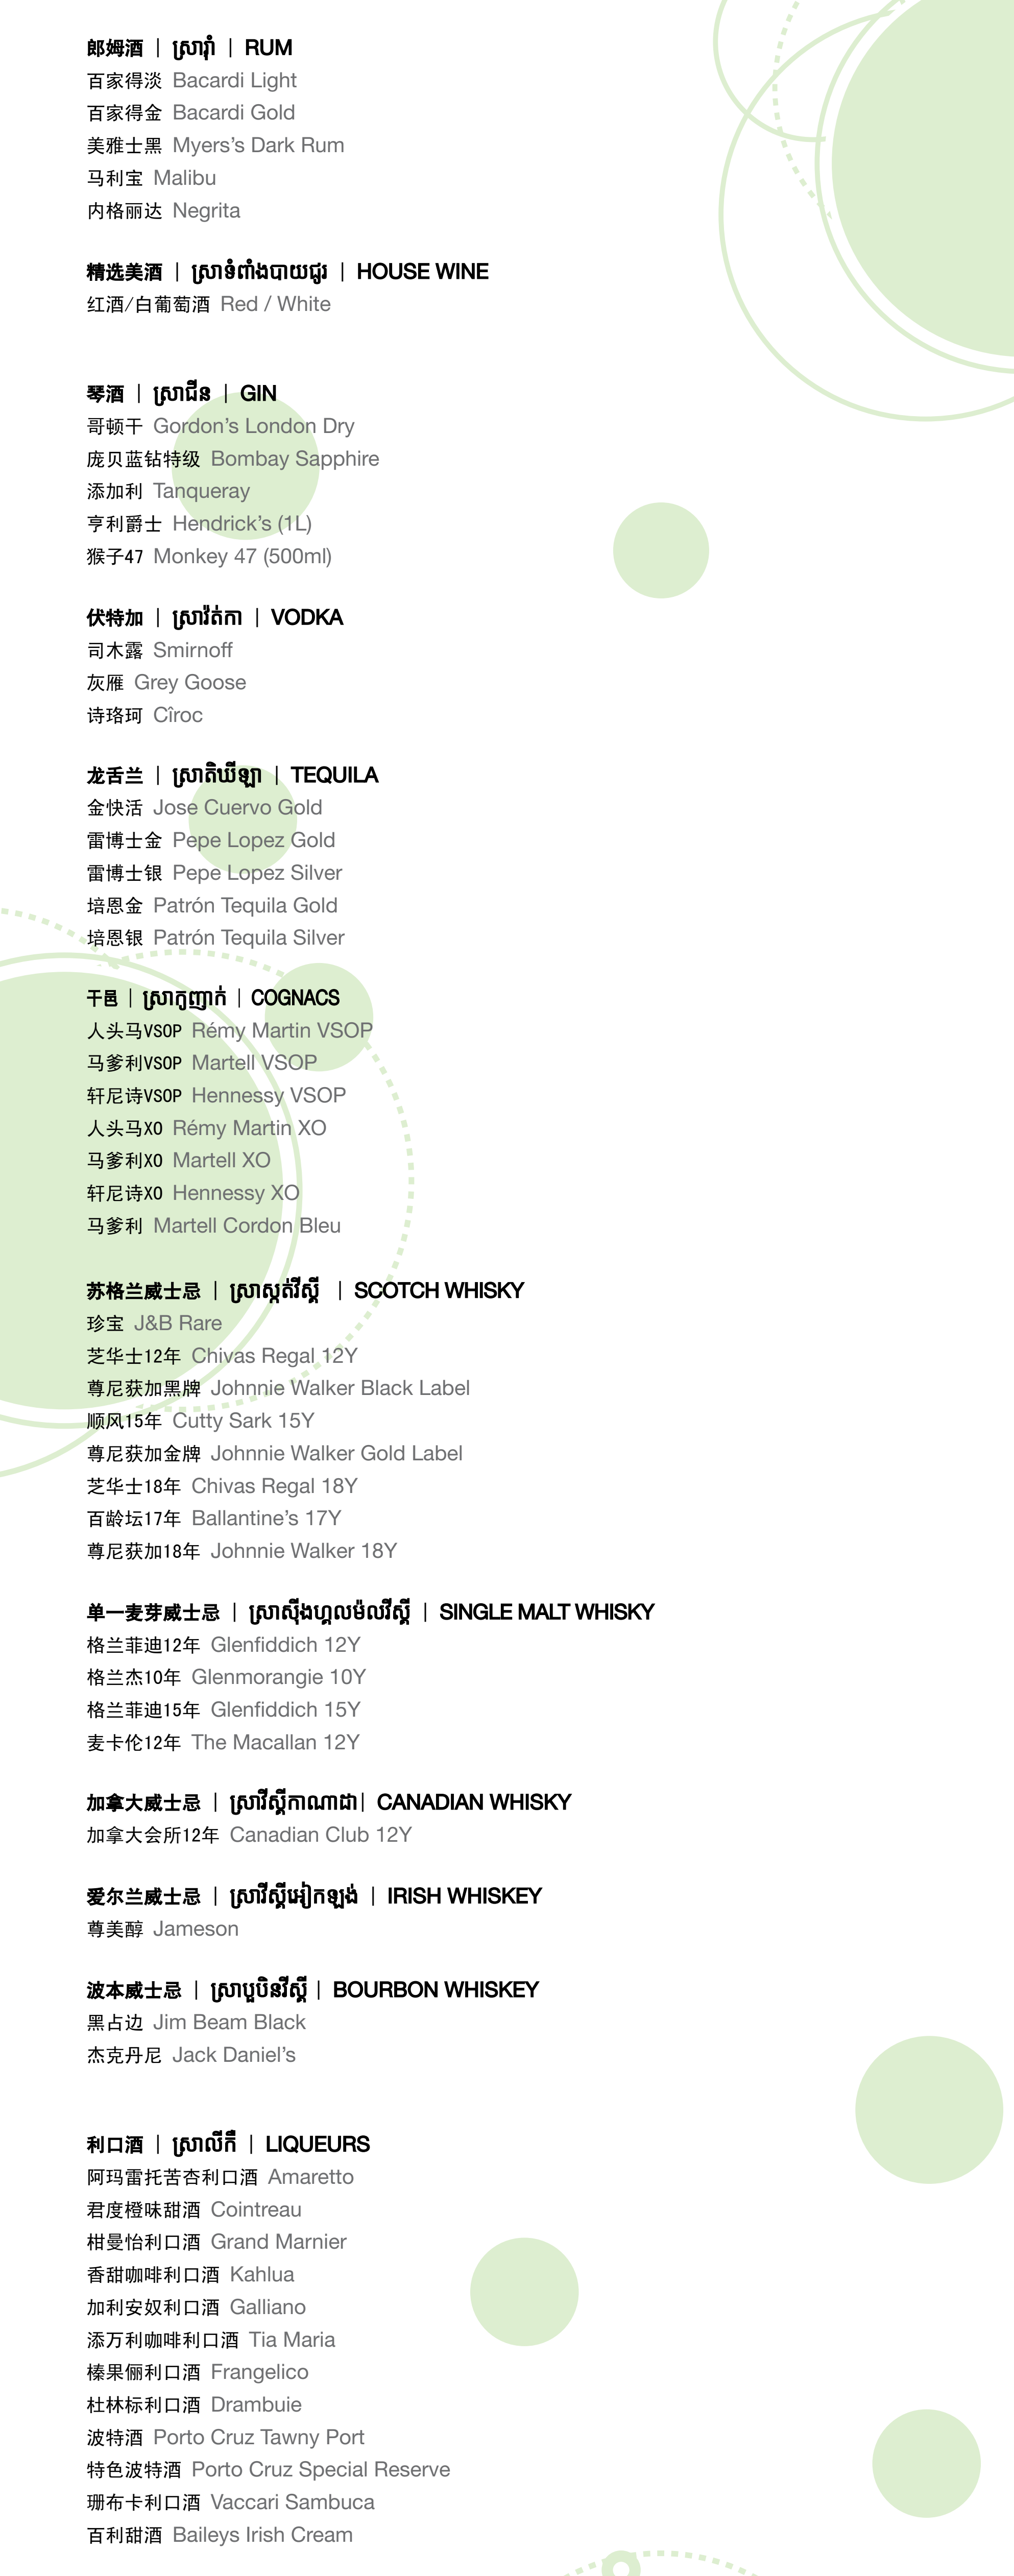 郎姆酒 | ស្រារ៉ាំ | RUM
百家得淡 Bacardi Light
百家得金 Bacardi Gold
美雅士黑 Myers’s Dark Rum
马利宝 Malibu
内格丽达 Negrita
精选美酒 | ស្រាទំពាំងបាយជូរ | HOUSE WINE
红酒/白葡萄酒 Red / White
琴酒 | ស្រាជីន | GIN
哥顿干 Gordon’s London Dry
庞贝蓝钻特级 Bombay Sapphire
添加利 Tanqueray
亨利爵士 Hendrick’s (1L)
猴子47 Monkey 47 (500ml)
伏特加 | ស្រាវ៉ត់កា | VODKA
司木露 Smirnoff
灰雁 Grey Goose
诗珞珂 Cîroc
龙舌兰 | ស្រាតិឃីឡា | TEQUILA
金快活 Jose Cuervo Gold
雷博士金 Pepe Lopez Gold
雷博士银 Pepe Lopez Silver
培恩金 Patrón Tequila Gold
培恩银 Patrón Tequila Silver
干邑 | ស្រាកូញាក់ | COGNACS
人头马VSOP Rémy Martin VSOP
马爹利VSOP Martell VSOP
轩尼诗VSOP Hennessy VSOP
人头马XO Rémy Martin XO
马爹利XO Martell XO
轩尼诗XO Hennessy XO
马爹利 Martell Cordon Bleu
苏格兰威士忌 | ស្រាស្កត់វីស្គី | SCOTCH WHISKY
珍宝 J&B Rare
芝华士12年 Chivas Regal 12Y
尊尼获加黑牌 Johnnie Walker Black Label
顺风15年 Cutty Sark 15Y
尊尼获加金牌 Johnnie Walker Gold Label
芝华士18年 Chivas Regal 18Y
百龄坛17年 Ballantine’s 17Y
尊尼获加18年 Johnnie Walker 18Y
单一麦芽威士忌 | ស្រាស៊ីងហ្គលម៉លវីស្គី | SINGLE MALT WHISKY
格兰菲迪12年 Glenfiddich 12Y
格兰杰10年 Glenmorangie 10Y
格兰菲迪15年 Glenfiddich 15Y
麦卡伦12年 The Macallan 12Y
加拿大威士忌 | ស្រាវីស្គីកាណាដា| CANADIAN WHISKY
加拿大会所12年 Canadian Club 12Y
爱尔兰威士忌 | ស្រាវីស្គីអៀកឡង់ | IRISH WHISKEY
尊美醇 Jameson
波本威士忌 | ស្រាបួបិនវីស្គី | BOURBON WHISKEY
黑占边 Jim Beam Black
杰克丹尼 Jack Daniel’s
利口酒 | ស្រាលីកឺ | LIQUEURS
阿玛雷托苦杏利口酒 Amaretto
君度橙味甜酒 Cointreau
柑曼怡利口酒 Grand Marnier
香甜咖啡利口酒 Kahlua
加利安奴利口酒 Galliano
添万利咖啡利口酒 Tia Maria
榛果俪利口酒 Frangelico
杜林标利口酒 Drambuie
波特酒 Porto Cruz Tawny Port
特色波特酒 Porto Cruz Special Reserve
珊布卡利口酒 Vaccari Sambuca
百利甜酒 Baileys Irish Cream